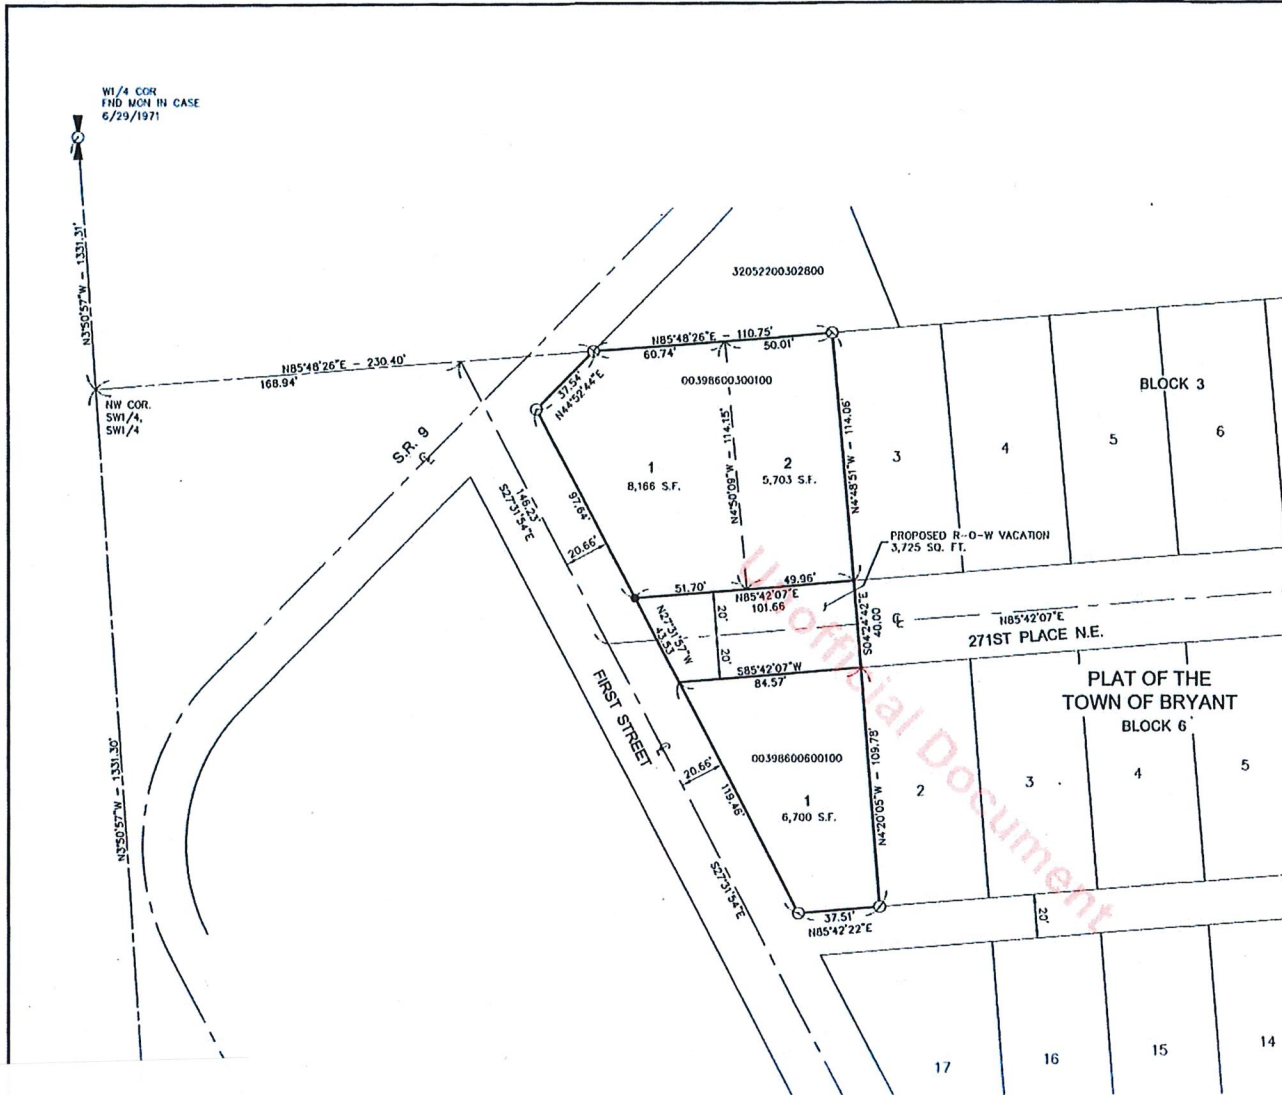 W1/4 COR
FND MON IN CASE
6/29/1971
N3°50'57"W - 1331.31'
32052200302800
N85°48'26"E - 110.75'
60.74'
50.01'
N85°48'26"E - 230.40'
168.94'
37.54'
N44°52'44"E
00398600300100
BLOCK 3
NW COR.
SW1/4,
SW1/4
S.R. 9
N4°50'09"W - 114.15'
N4°48'51"W - 114.06'
1
8,166 S.F.
2
5,703 S.F.
3
4
5
6
97.64'
146.23'
S27°31'54"E
20.66'
PROPOSED R-O-W VACATION
3,725 SQ. FT.
51.70'
49.96'
N85°42'07"E
101.66
20'
20'
N27°31'57"W
43.53
S04°24'42"E
40.00
N85°42'07"E
271ST PLACE N.E.
S85°42'07"W
84.57'
PLAT OF THE
TOWN OF BRYANT
BLOCK 6
FIRST STREET
00398600600100
20.66'
119.46'
1
6,700 S.F.
N4°20'05"W - 109.78'
2
3
4
5
N3°50'57"W - 1331.30'
S27°31'54"E
37.51'
N85°42'22"E
20'
17
16
15
14
Unofficial Document